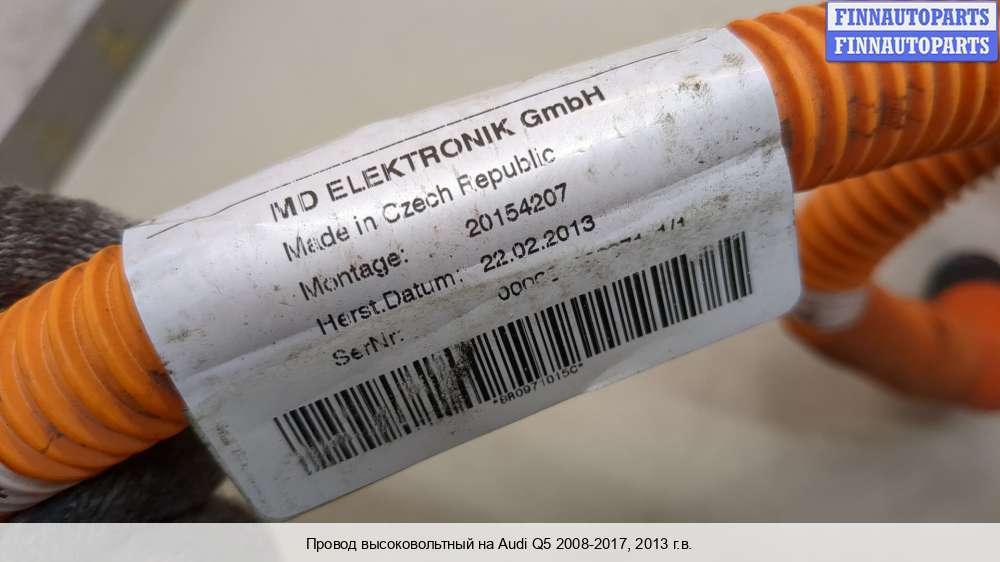 FINNAUTOPARTS
FINNAUTOPARTS
MD ELEKTRONIK GmbH
Made in Czech Republic
Montage: 20154207
Herst.Datum: 22.02.2013
SerNr:
*8R0971015C*
Провод высоковольтный на Audi Q5 2008-2017, 2013 г.в.